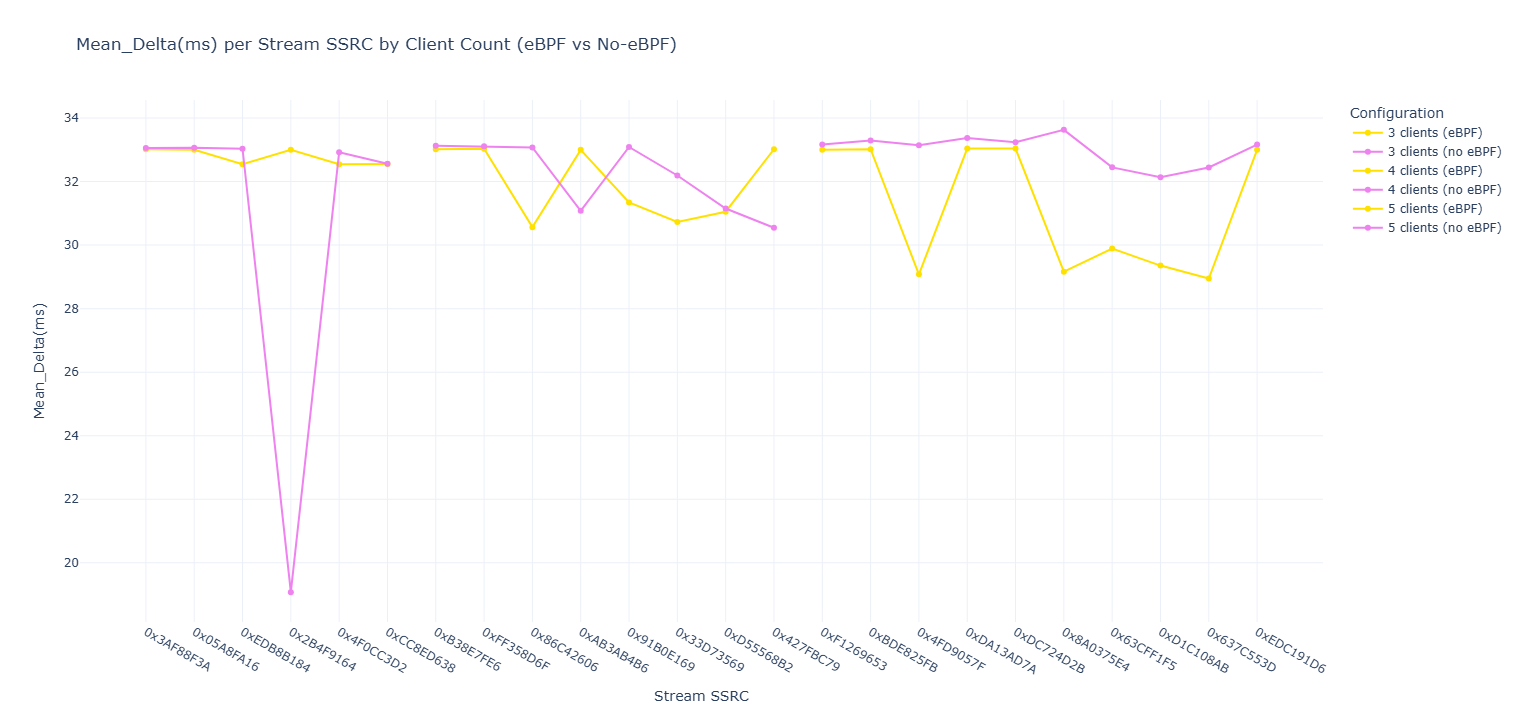 Mean_Delta(ms) per Stream SSRC by Client Count (eBPF vs No-eBPF)
Configuration
3 clients (eBPF)
3 clients (no eBPF)
4 clients (eBPF)
4 clients (no eBPF)
5 clients (eBPF)
5 clients (no eBPF)
Mean_Delta(ms)
34
32
30
28
26
24
22
20
0x3AF88F3A
0x05A8FA16
0xEDB8B184
0x2B4F9164
0x4F0CC3D2
0xCC8ED638
0xB38E7FE6
0xFF358D6F
0x86C42606
0xAB3AB4B6
0x91B0E169
0x33D73569
0xD55568B2
0x427FBC79
0xF1269653
0xBDE825FB
0x4FD9057F
0xDA13AD7A
0xDC724D2B
0x8A0375E4
0x63CFF1F5
0xD1C108AB
0x637C553D
0xEDC191D6
Stream SSRC